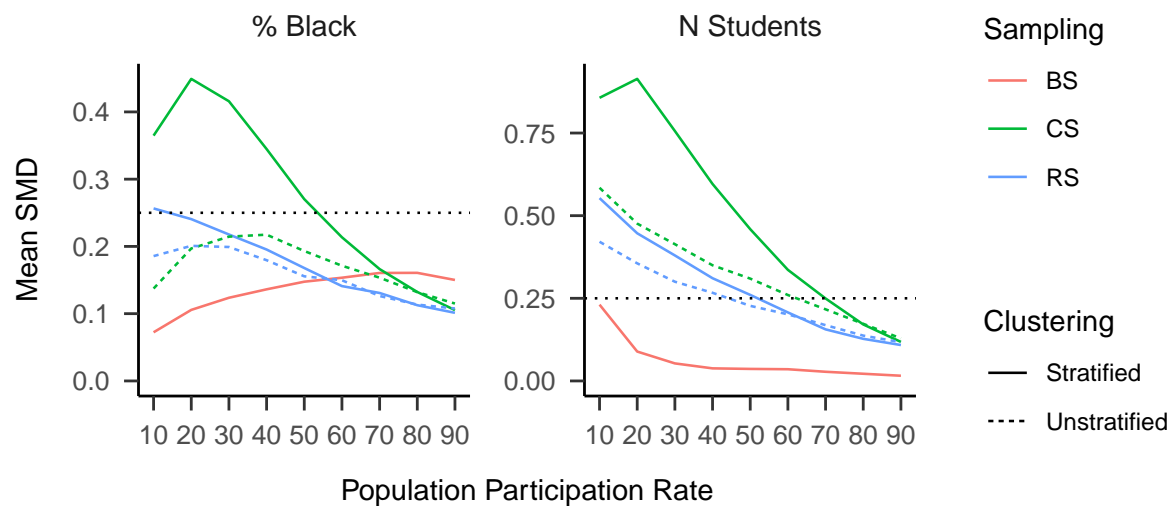 % Black
N Students
Mean SMD
0.4
0.3
0.2
0.1
0.0
10 20 30 40 50 60 70 80 90
0.75
0.50
0.25
0.00
10 20 30 40 50 60 70 80 90
Population Participation Rate
Sampling
BS
CS
RS
Clustering
Stratified
Unstratified